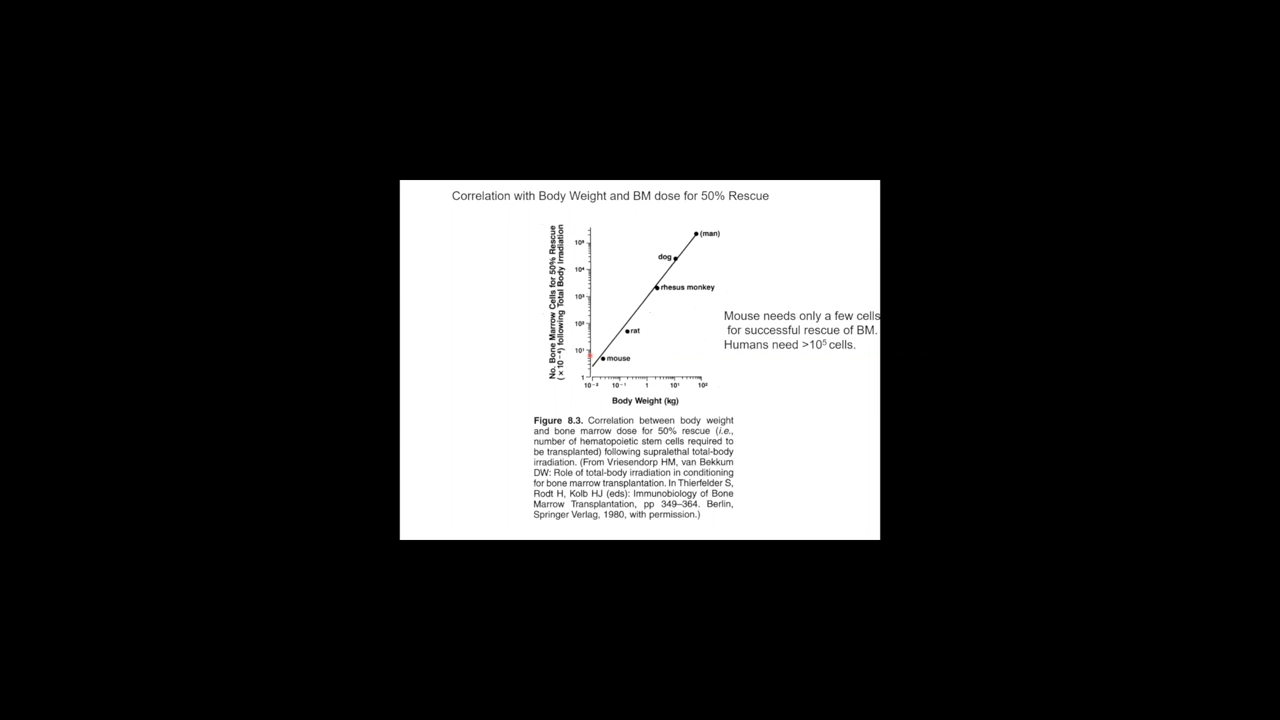 Correlation with Body Weight and BM dose for 50% Rescue
No. Bone Marrow Cells for 50% Rescue
(×10⁻⁴) following Total Body Irradiation
10⁵
10⁴
10³
10²
10¹
1
(man)
dog
rhesus monkey
rat
mouse
10⁻² 10⁻¹ 1 10¹ 10²
Body Weight (kg)
Mouse needs only a few cells
for successful rescue of BM.
Humans need >10⁵ cells.
Figure 8.3. Correlation between body weight
and bone marrow dose for 50% rescue (i.e.,
number of hematopoietic stem cells required to
be transplanted) following supralethal total-body
irradiation. (From Vriesendorp HM, van Bekkum
DW: Role of total-body irradiation in conditioning
for bone marrow transplantation. In Thierfelder S,
Rodt H, Kolb HJ (eds): Immunobiology of Bone
Marrow Transplantation, pp 349–364. Berlin,
Springer Verlag, 1980, with permission.)